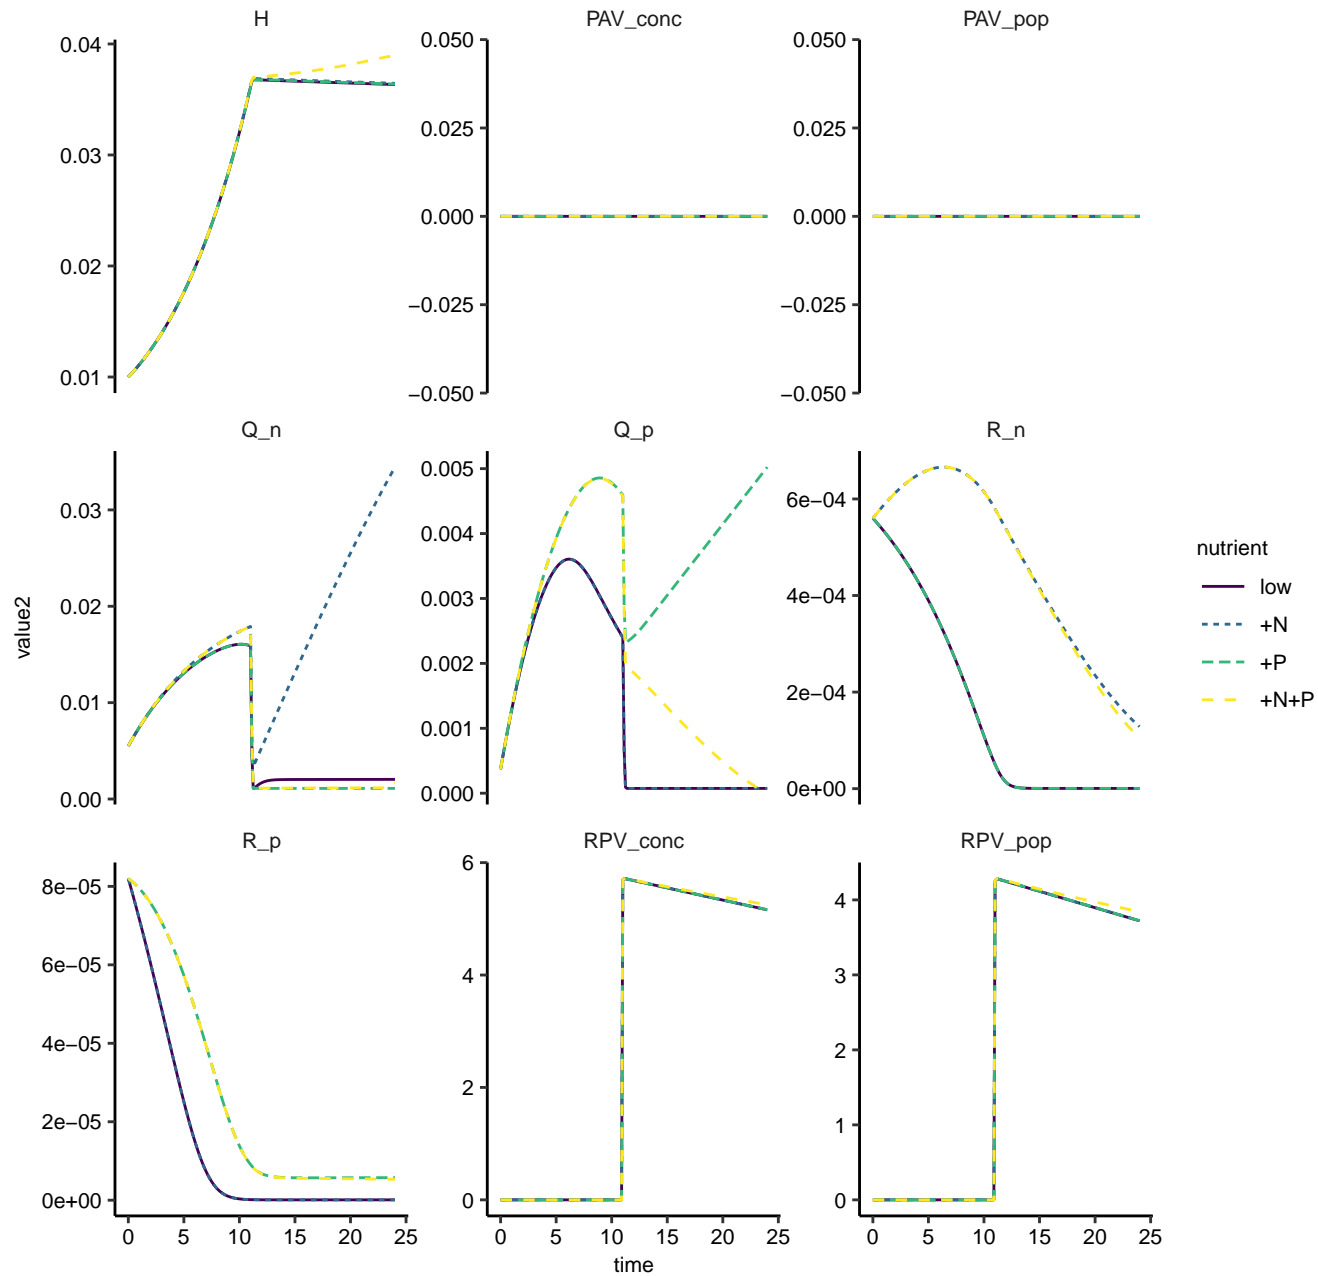 H
PAV_conc
PAV_pop
0.04
0.03
0.02
0.01
0.050
0.025
0.000
−0.025
−0.050
0.050
0.025
0.000
−0.025
−0.050
Q_n
Q_p
R_n
0.03
0.02
0.01
0.00
0.005
0.004
0.003
0.002
0.001
0.000
6e−04
4e−04
2e−04
0e+00
R_p
RPV_conc
RPV_pop
8e−05
6e−05
4e−05
2e−05
0e+00
6
4
2
0
4
3
2
1
0
0 5 10 15 20 25
0 5 10 15 20 25
0 5 10 15 20 25
time
value2
nutrient
low
+N
+P
+N+P